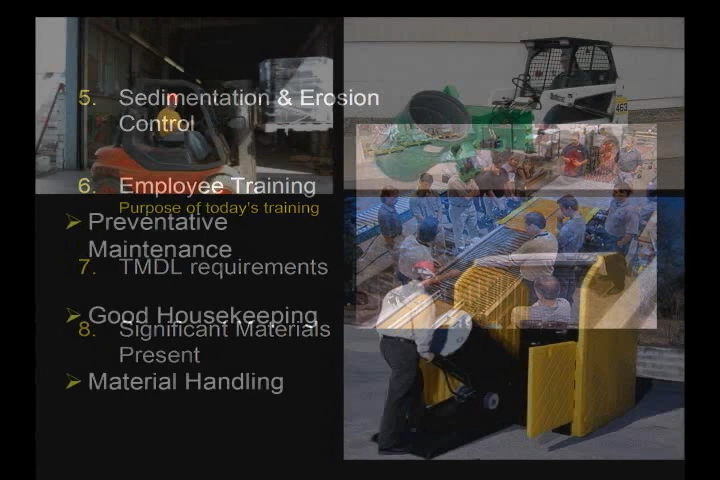 5. Sedimentation & Erosion
Control
6. Employee Training
Purpose of today's training
➢ Preventative
Maintenance
7. TMDL requirements
➢ Good Housekeeping
8. Significant Materials
Present
➢ Material Handling
463